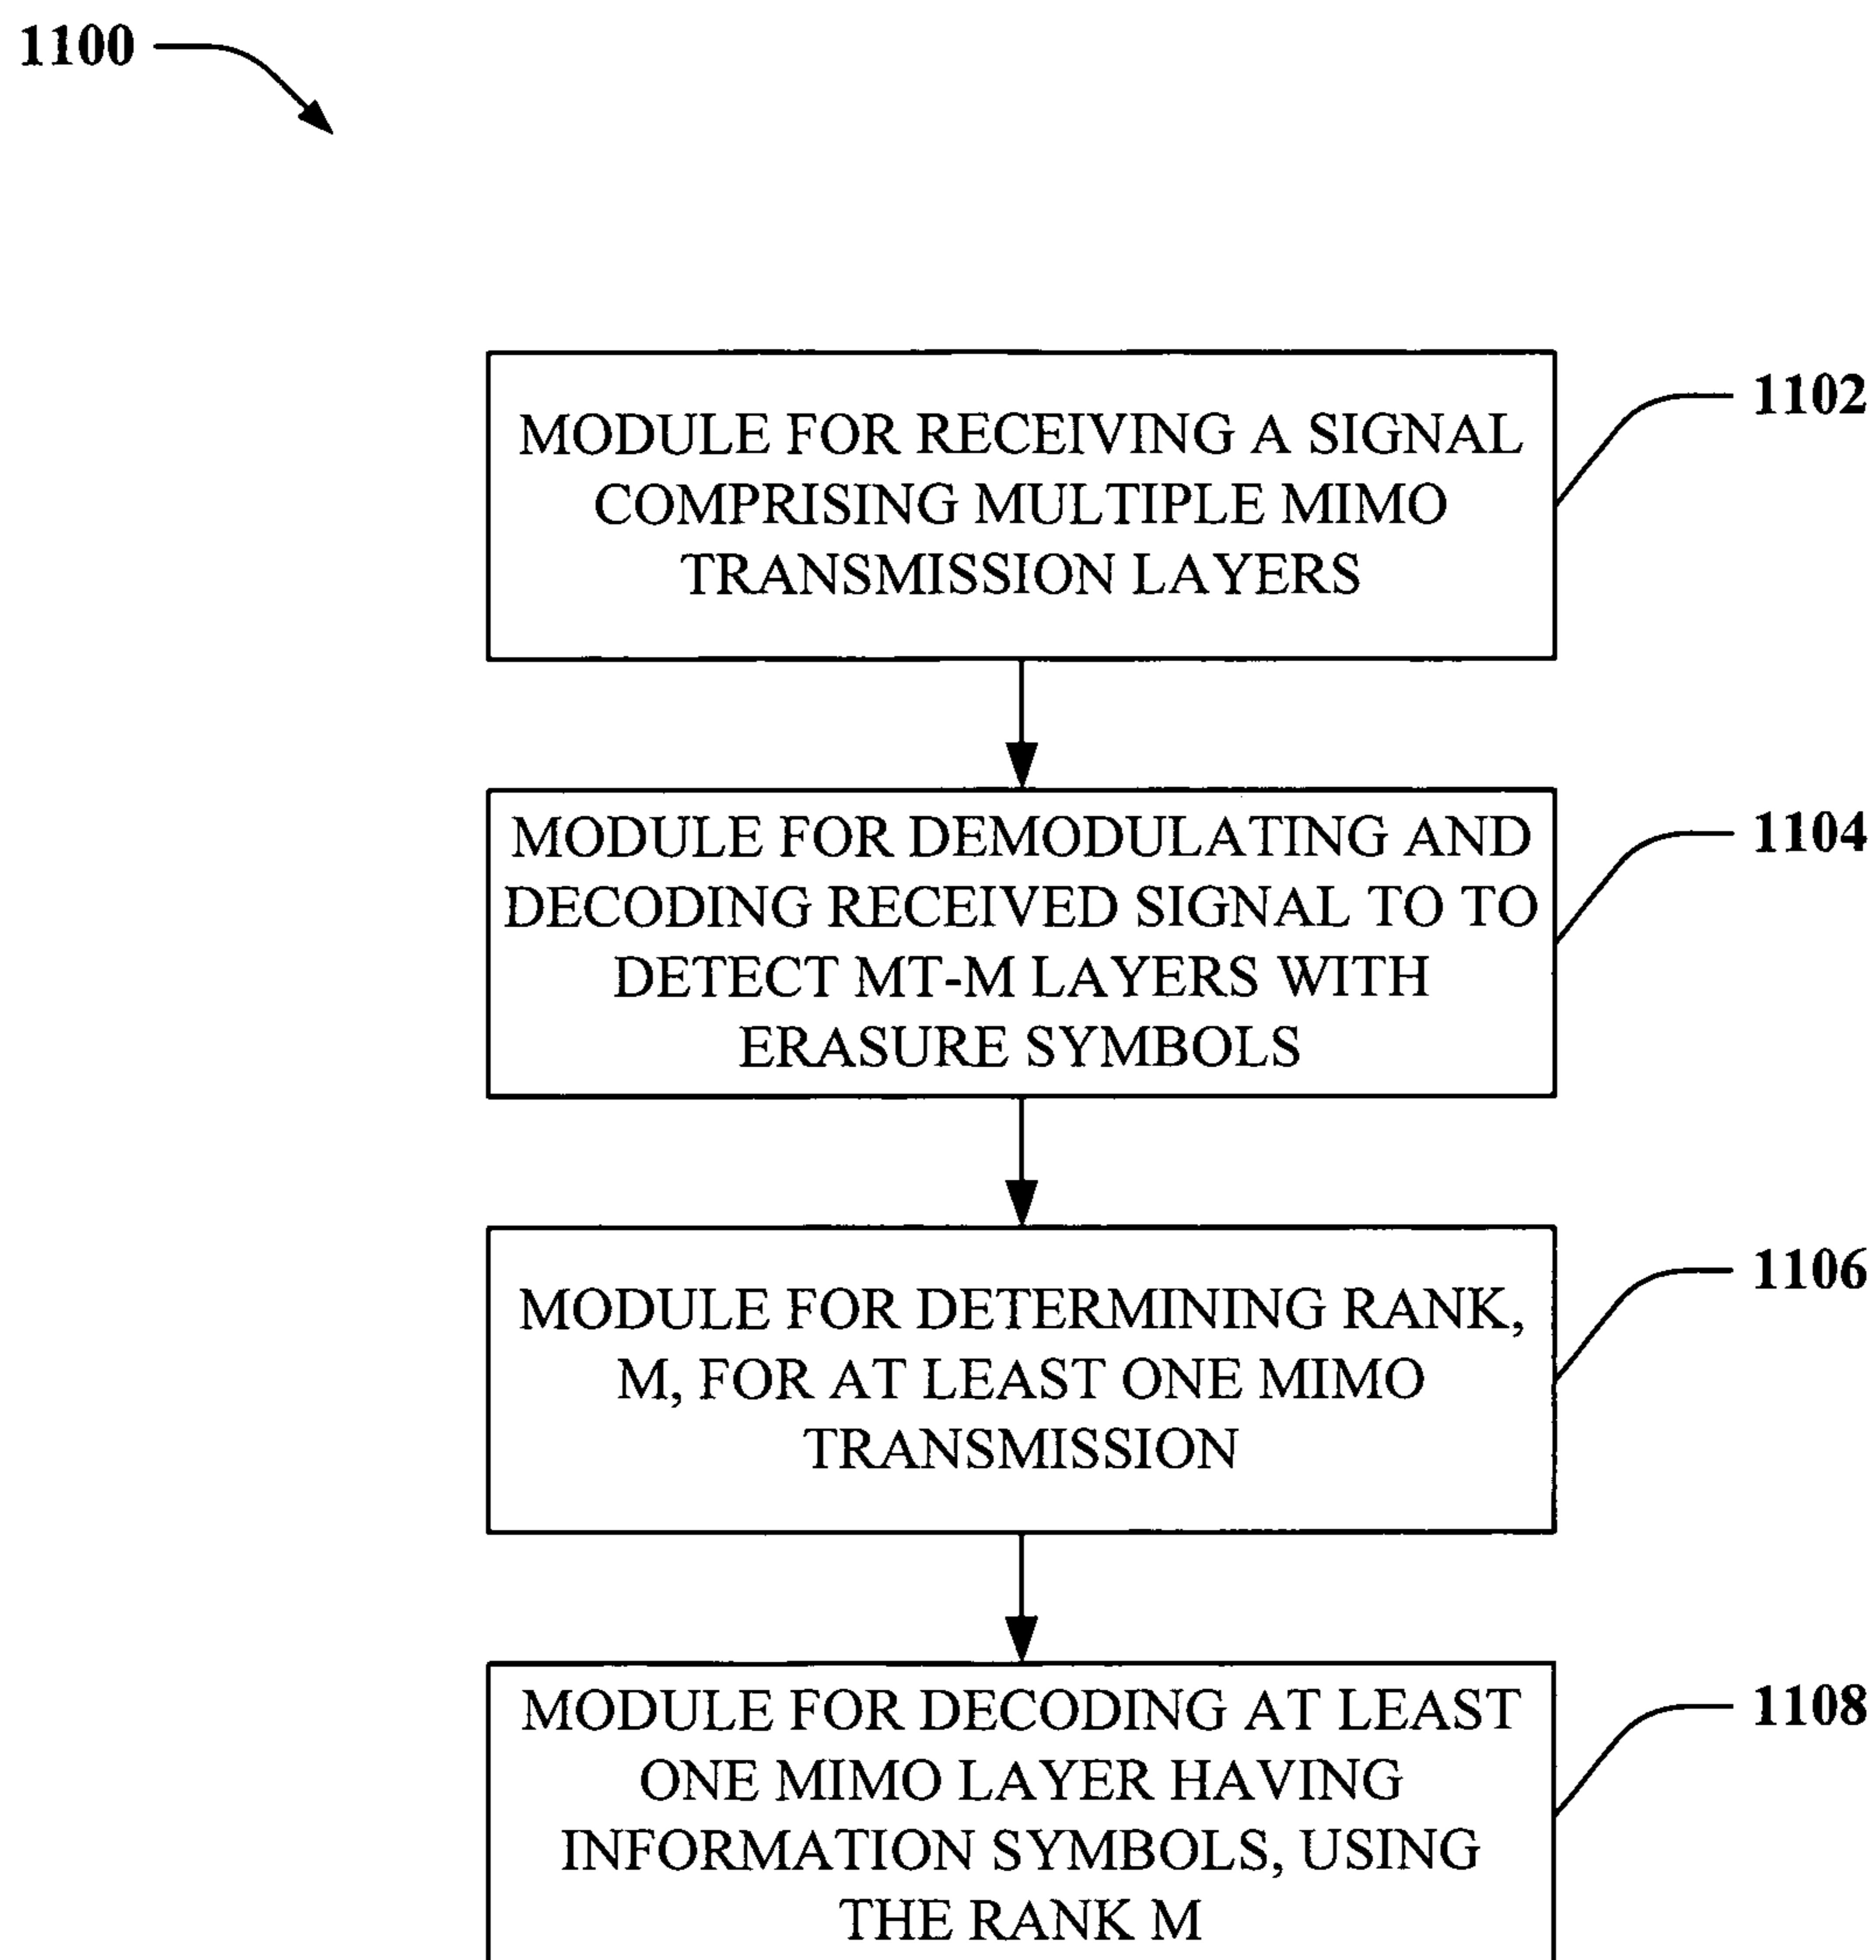 1100
MODULE FOR RECEIVING A SIGNAL
COMPRISING MULTIPLE MIMO
TRANSMISSION LAYERS
1102
MODULE FOR DEMODULATING AND
DECODING RECEIVED SIGNAL TO TO
DETECT MT-M LAYERS WITH
ERASURE SYMBOLS
1104
MODULE FOR DETERMINING RANK,
M, FOR AT LEAST ONE MIMO
TRANSMISSION
1106
MODULE FOR DECODING AT LEAST
ONE MIMO LAYER HAVING
INFORMATION SYMBOLS, USING
THE RANK M
1108